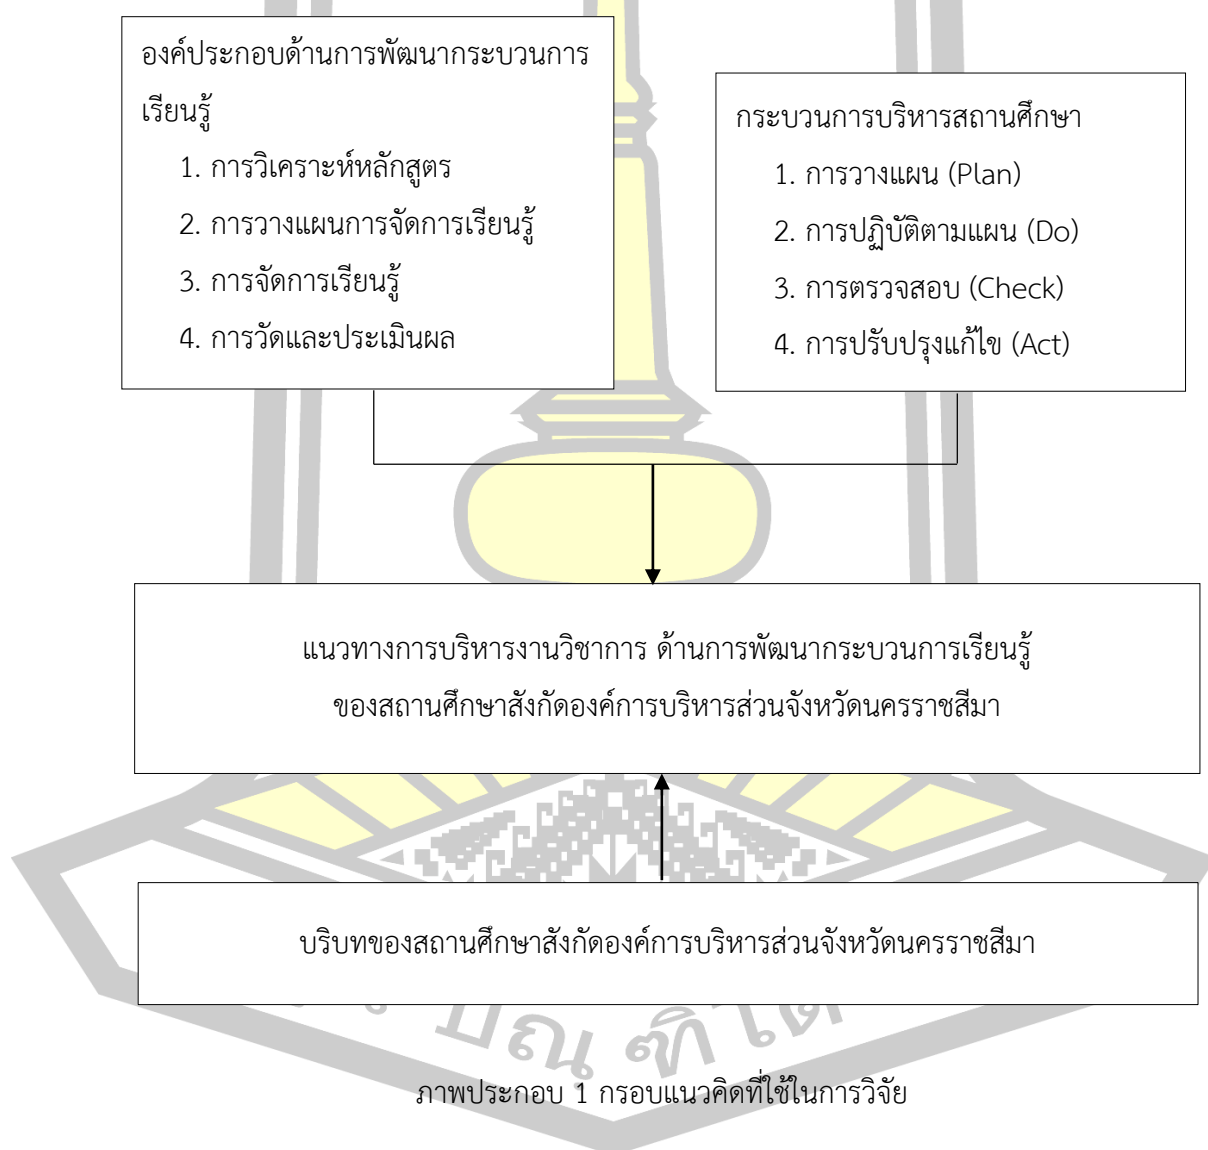 องค์ประกอบด้านการพัฒนากระบวนการ
เรียนรู้
1. การวิเคราะห์หลักสูตร
2. การวางแผนการจัดการเรียนรู้
3. การจัดการเรียนรู้
4. การวัดและประเมินผล
กระบวนการบริหารสถานศึกษา
1. การวางแผน (Plan)
2. การปฏิบัติตามแผน (Do)
3. การตรวจสอบ (Check)
4. การปรับปรุงแก้ไข (Act)
แนวทางการบริหารงานวิชาการ ด้านการพัฒนากระบวนการเรียนรู้
ของสถานศึกษาสังกัดองค์การบริหารส่วนจังหวัดนครราชสีมา
บริบทของสถานศึกษาสังกัดองค์การบริหารส่วนจังหวัดนครราชสีมา
ปณฺฑิโต
ภาพประกอบ 1 กรอบแนวคิดที่ใช้ในการวิจัย